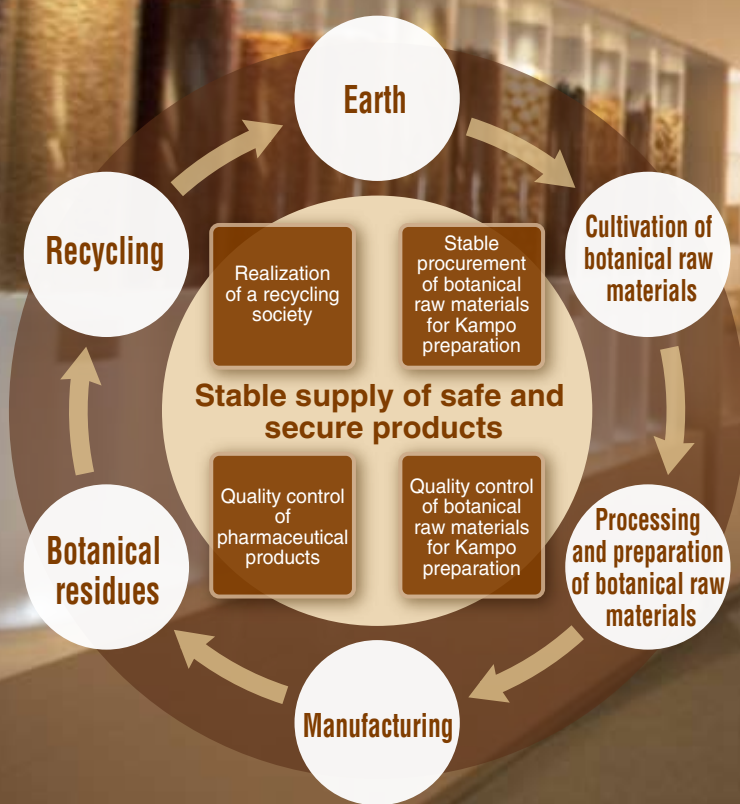 Earth
Recycling
Cultivation of
botanical raw
materials
Realization
of a recycling
society
Stable
procurement
of botanical
raw materials
for Kampo
preparation
Stable supply of safe and
secure products
Quality control
of
pharmaceutical
products
Quality control
of botanical
raw materials
for Kampo
preparation
Botanical
residues
Processing
and preparation
of botanical raw
materials
Manufacturing